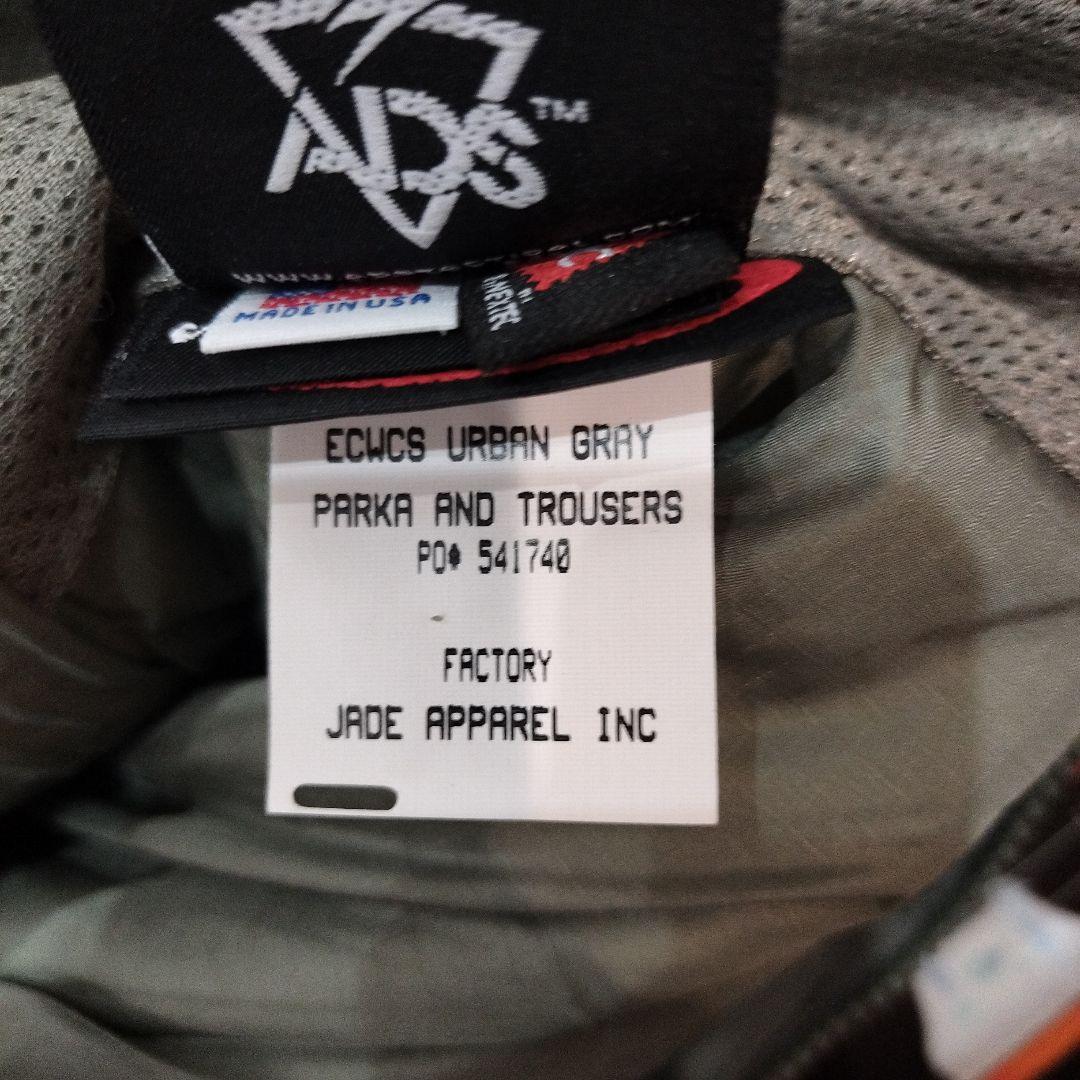 ADS™
MADE IN USA
ECWCS URBAN GRAY
PARKA AND TROUSERS
PO# 541740
FACTORY
JADE APPAREL INC